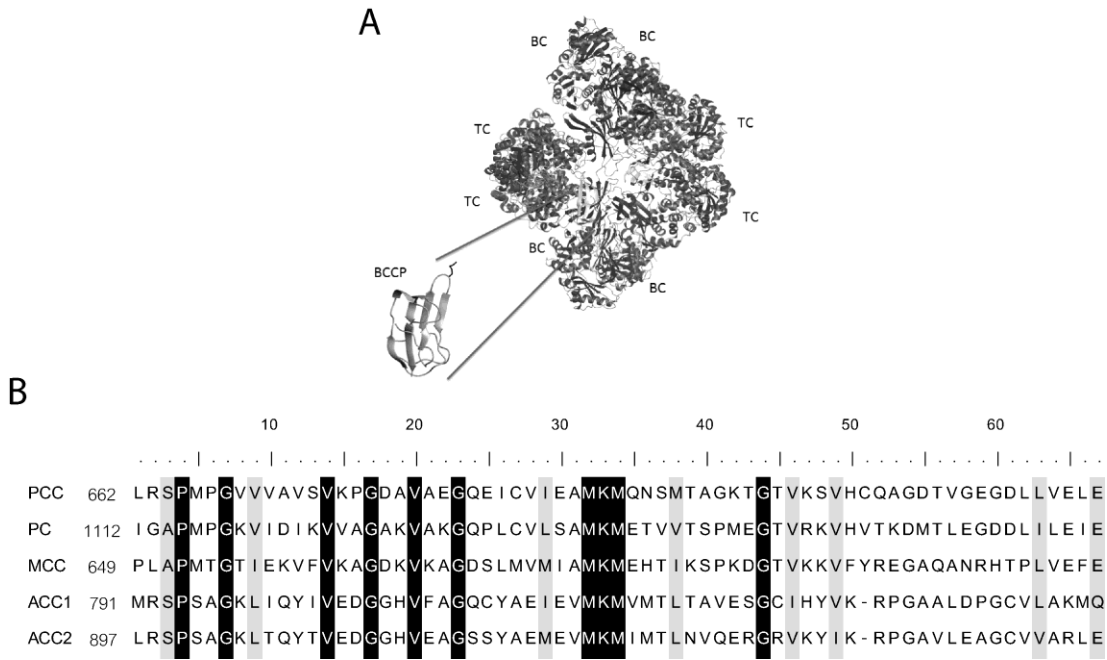 A
BC
BC
TC
TC
TC
TC
BC
BC
BCCP
B
10 20 30 40 50 60
PCC 662 LRSPMPGVVVAVSVKPGDAVAEGQEICVIEAMKMQNSMTAGKTGTVKSVHCQAGDTVGEGDLLVELE
PC 1112 IGAPMPGKVIDIKVVAGAKVAKGQPLCVLSAMKMETVVTSPMEGTVRKVHVTKDMTLEGDDLILEIE
MCC 649 PLAPMTGTIEKVFVKAGDKVKAGDSLMVMIAMKMEHTIKSPKDGTVKKVFYREGAQANRHTPLVEFE
ACC1 791 MRSPSAGKLIQYIVEDGGHVFAGQCYAEIEVMKMVMTLTAVESGCIHYVK-RPGAALDPGCVLAKMQ
ACC2 897 LRSPSAGKLTQYTVEDGGHVEAGSSYAEMEVMKMIMTLNVQERGRVKYIK-RPGAVLEAGCVVARLE